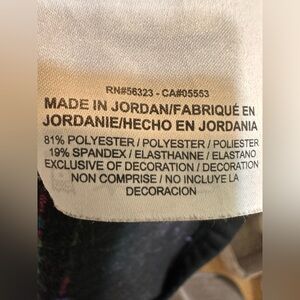 RN#56323 - CA#05553
MADE IN JORDAN/FABRIQUÉ EN
JORDANIE/HECHO EN JORDANIA
81% POLYESTER / POLYESTER / POLIESTER
19% SPANDEX / ELASTHANNE / ELASTANO
EXCLUSIVE OF DECORATION / DECORATION
NON COMPRISE / NO INCLUYE LA
DECORACION